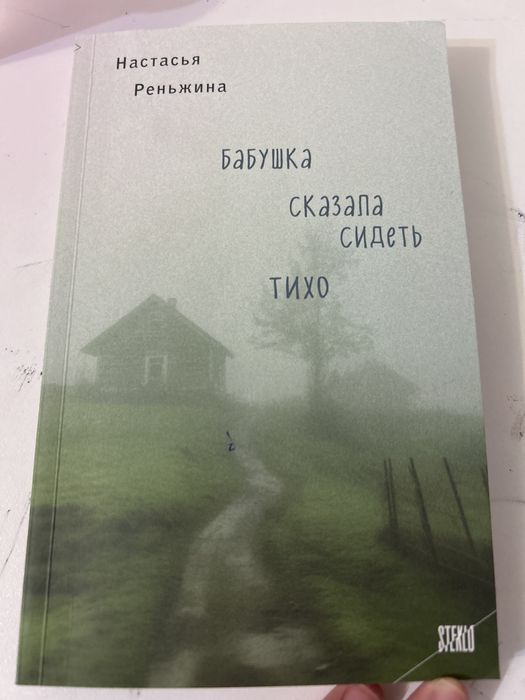 Настасья
Реньжина
БАБУШКА
СКАЗАЛА
СИДЕТЬ
ТИХО
STEKLO